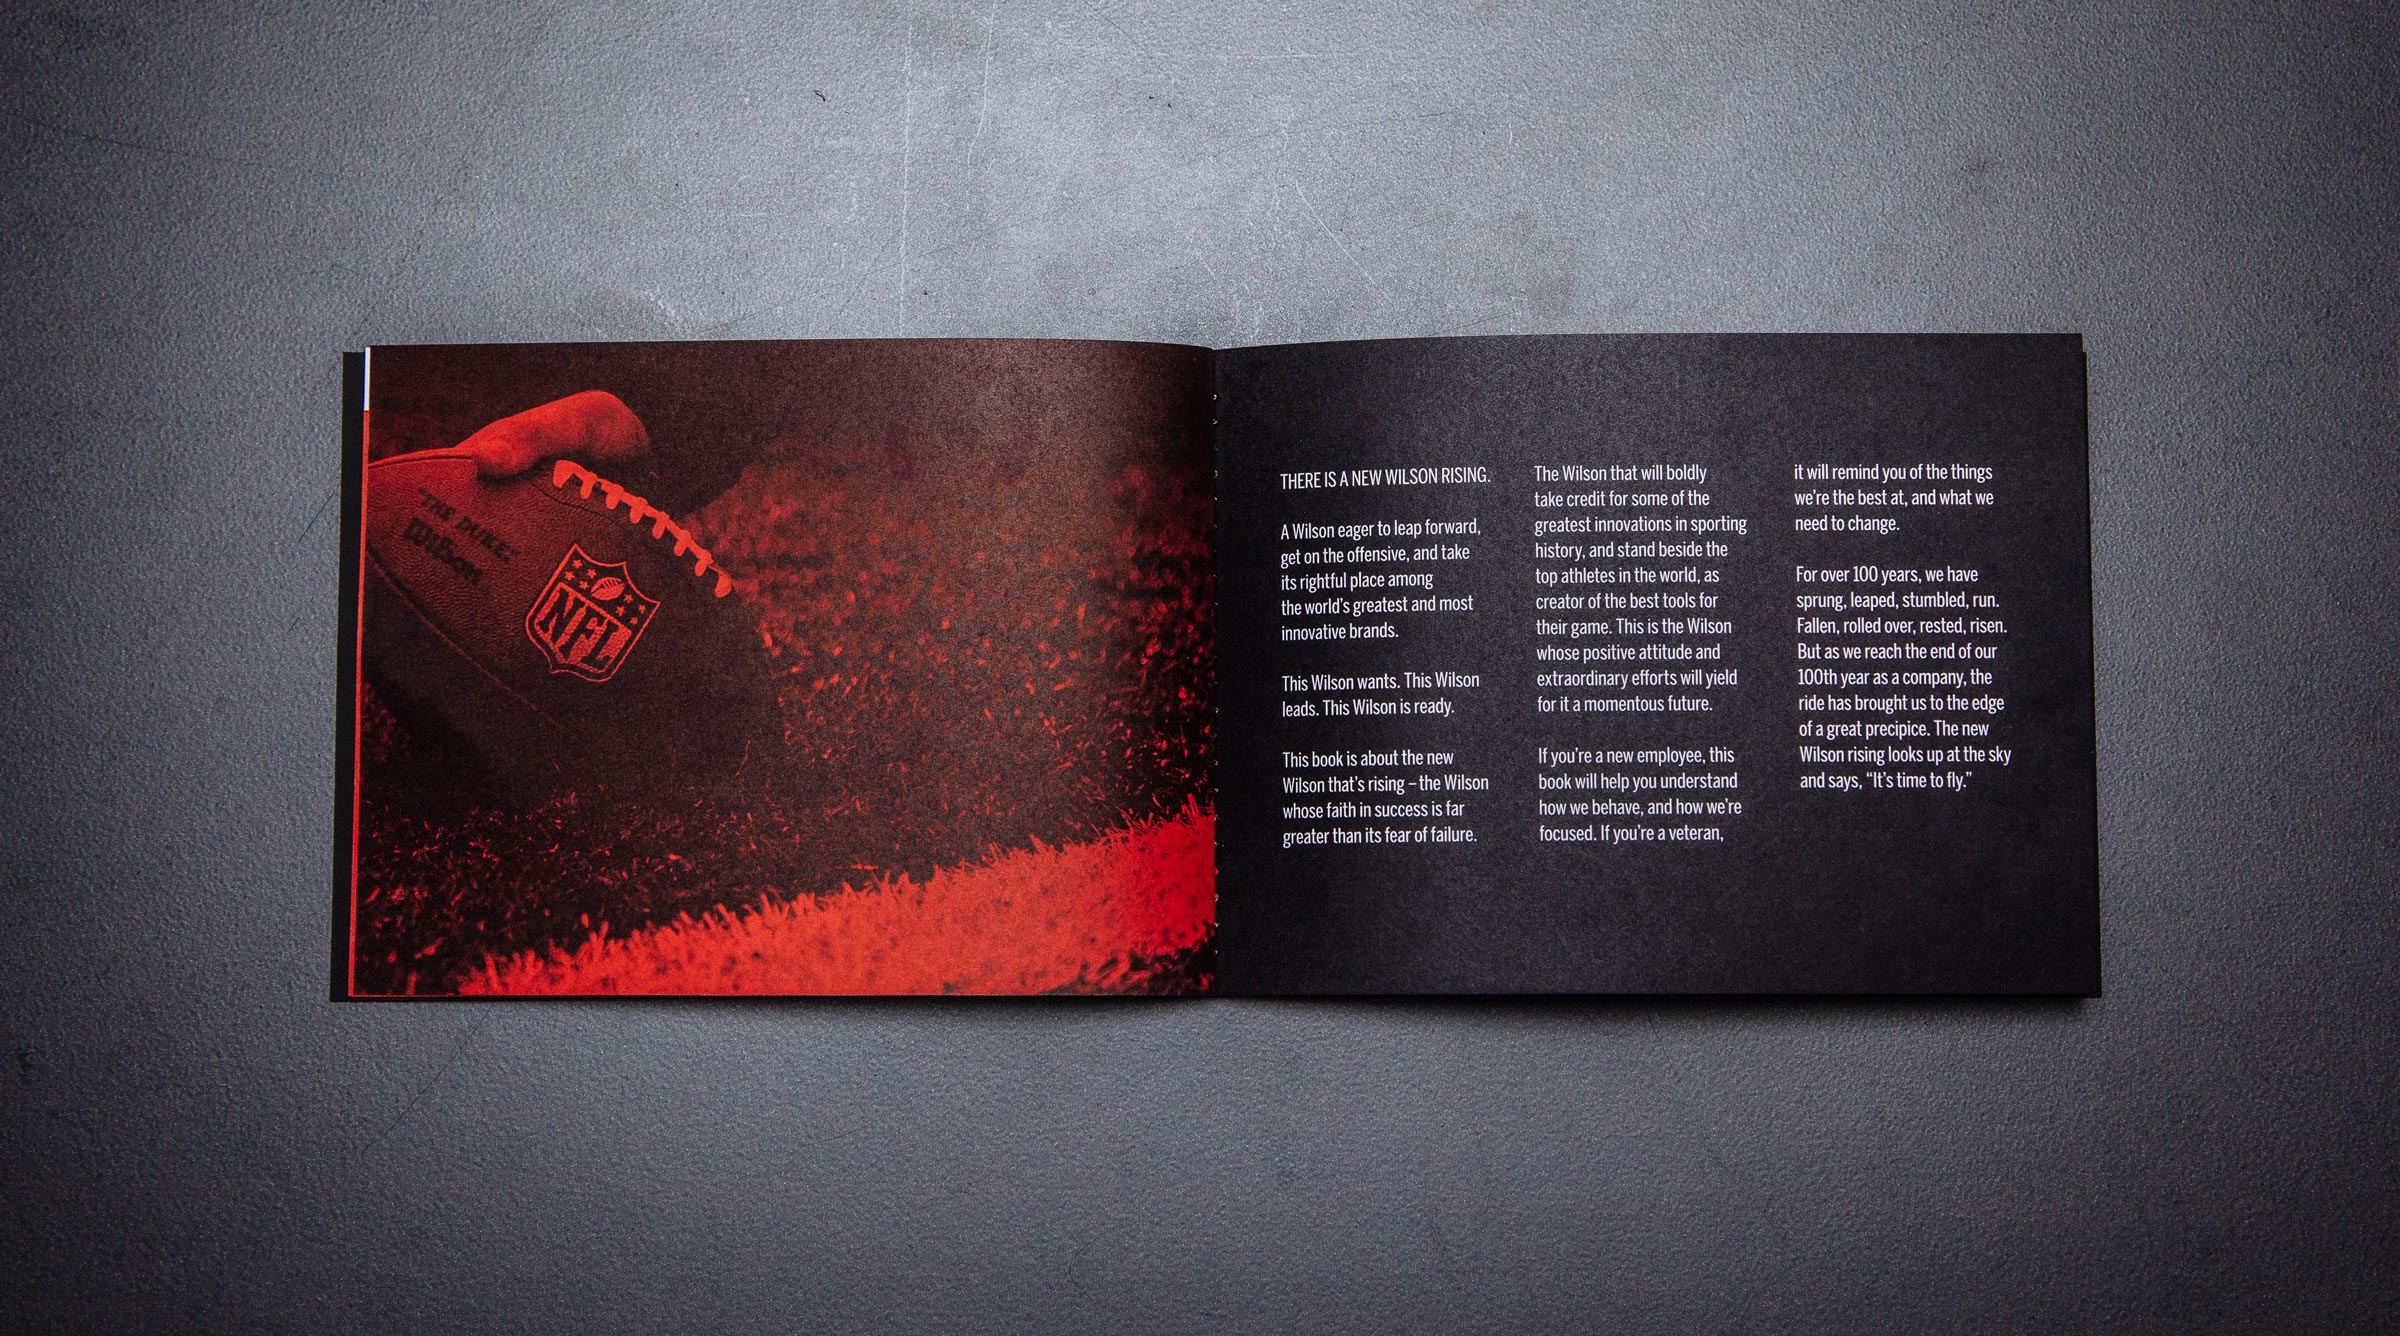 "THE DUKE"
Wilson
NFL
THERE IS A NEW WILSON RISING.
A Wilson eager to leap forward,
get on the offensive, and take
its rightful place among
the world's greatest and most
innovative brands.
This Wilson wants. This Wilson
leads. This Wilson is ready.
This book is about the new
Wilson that's rising – the Wilson
whose faith in success is far
greater than its fear of failure.
The Wilson that will boldly
take credit for some of the
greatest innovations in sporting
history, and stand beside the
top athletes in the world, as
creator of the best tools for
their game. This is the Wilson
whose positive attitude and
extraordinary efforts will yield
for it a momentous future.
If you're a new employee, this
book will help you understand
how we behave, and how we're
focused. If you're a veteran,
it will remind you of the things
we're the best at, and what we
need to change.
For over 100 years, we have
sprung, leaped, stumbled, run.
Fallen, rolled over, rested, risen.
But as we reach the end of our
100th year as a company, the
ride has brought us to the edge
of a great precipice. The new
Wilson rising looks up at the sky
and says, “It's time to fly.”